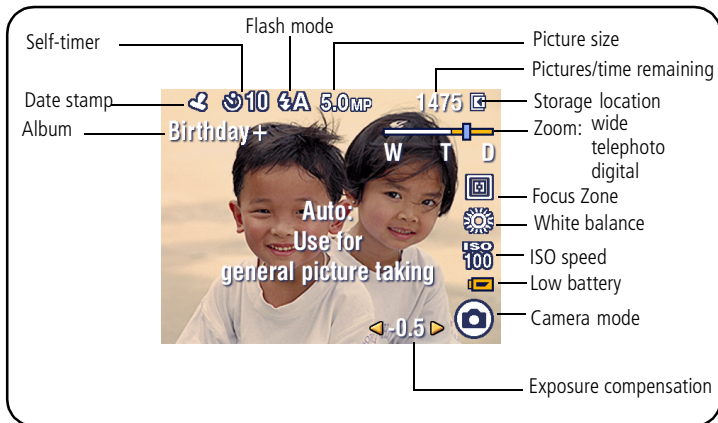 Flash mode
Self-timer
Picture size
Pictures/time remaining
Date stamp
10 A 5.0MP 1475
Storage location
Album
Birthday+
Zoom: wide
telephoto
digital
W T D
Focus Zone
Auto:
Use for
general picture taking
White balance
ISO
100
ISO speed
Low battery
-0.5
Camera mode
Exposure compensation